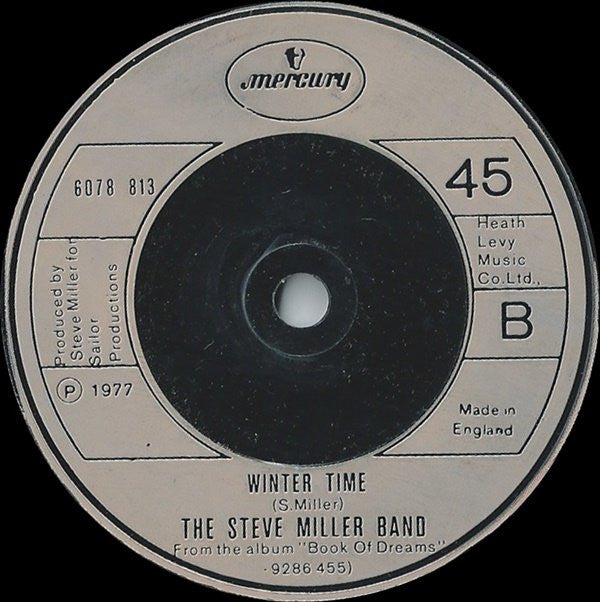 mercury
6078 813
45
Heath
Levy
Music
Co.Ltd.,
Produced by
Steve Miller for
Sailor
Productions
B
P 1977
Made in
England
WINTER TIME
(S.Miller)
THE STEVE MILLER BAND
From the album "Book Of Dreams"
·9286 455)